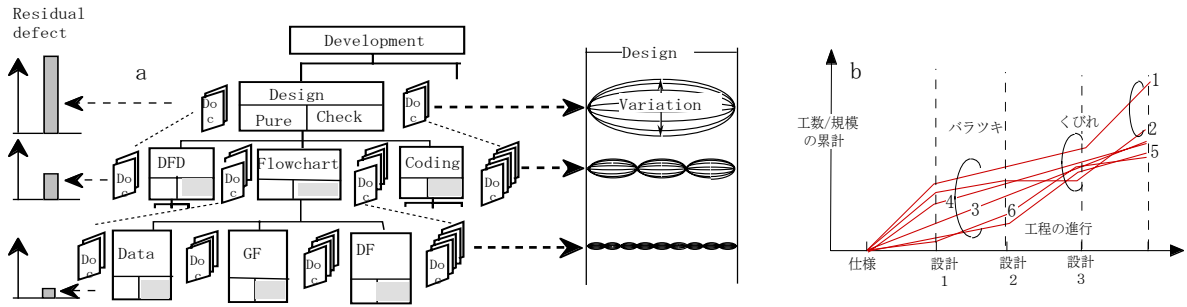 Residual
defect
a
Development
Design
Pure
Check
Do
c
Do
c
DFD
Flowchart
Coding
Do
c
Do
c
Do
c
Do
c
Data
GF
DF
Do
c
Do
c
Do
c
Do
c
Design
Variation
b
工数/規模
の累計
バラツキ
くびれ
1
2
5
4
3
6
工程の進行
仕様
設計
1
設計
2
設計
3